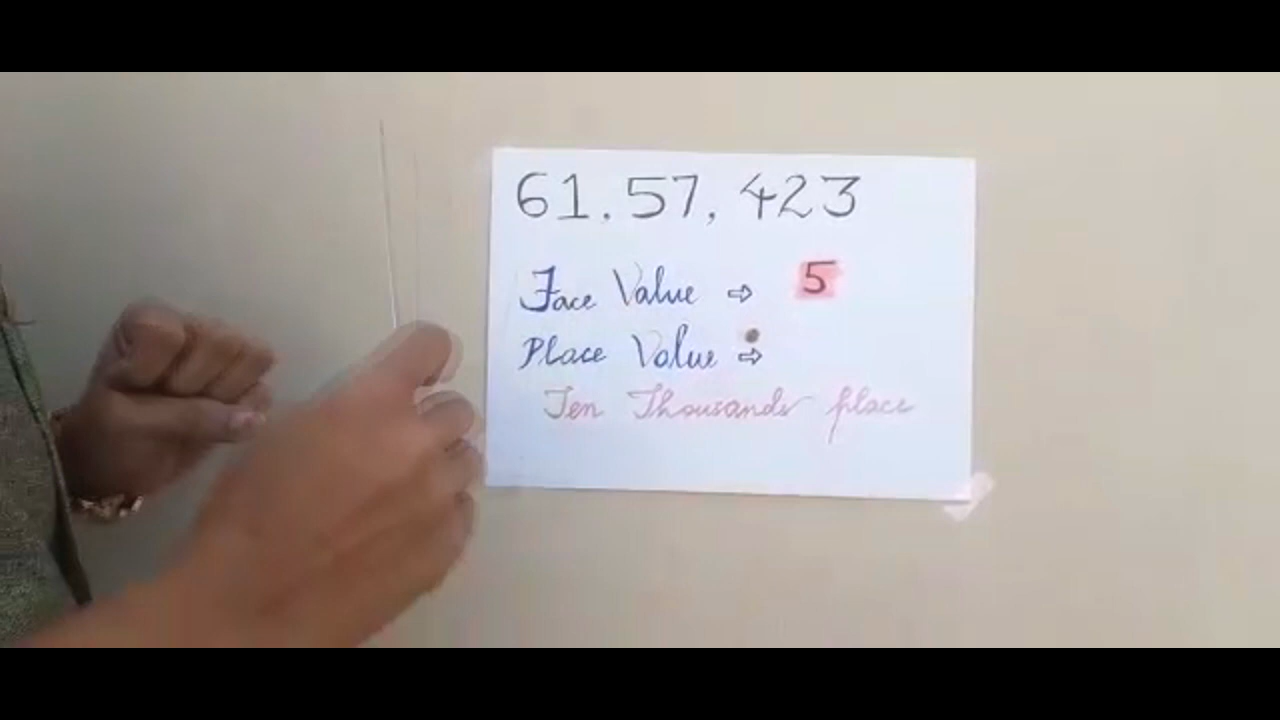 61,57,423
Face Value ⇨ 5
Place Value ⇨
Ten Thousands place